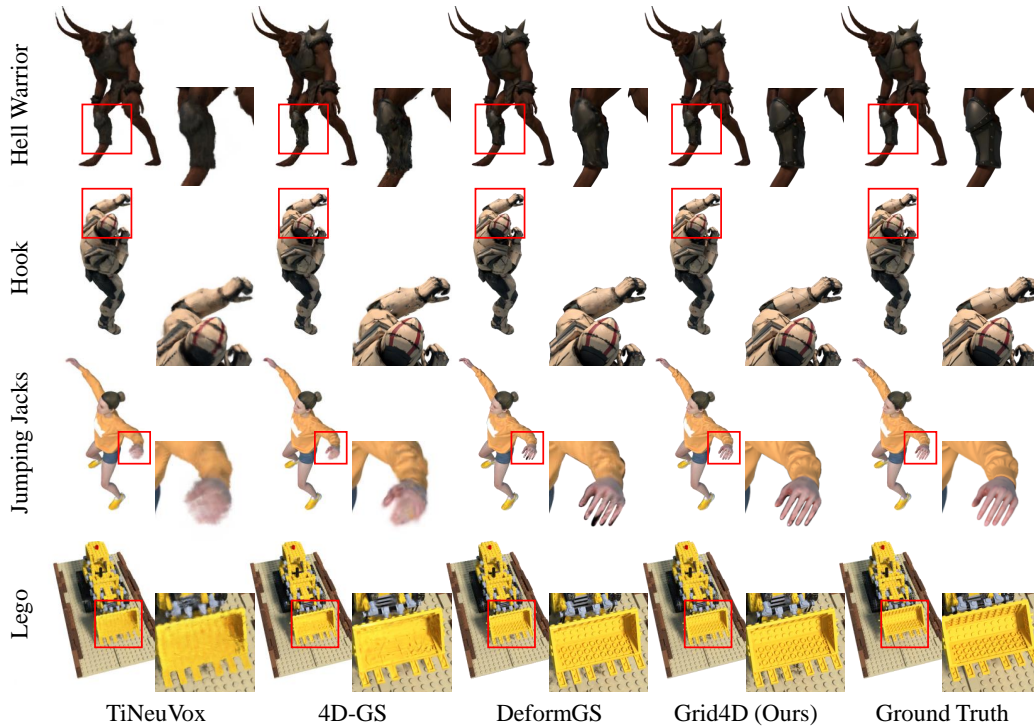 Hell Warrior
Hook
Jumping Jacks
Lego
TiNeuVox
4D-GS
DeformGS
Grid4D (Ours)
Ground Truth